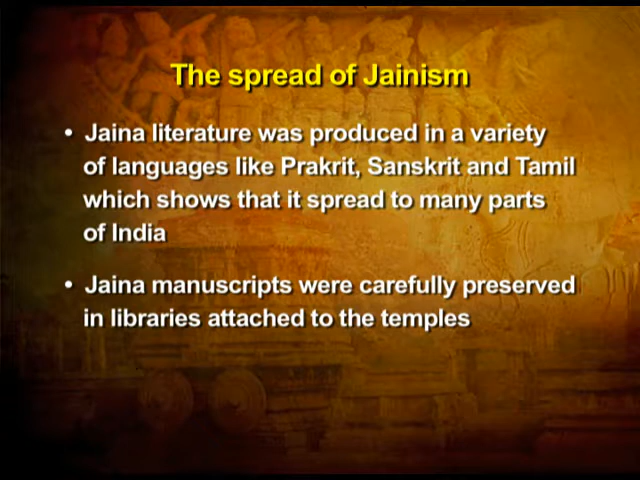 The spread of Jainism
• Jaina literature was produced in a variety
of languages like Prakrit, Sanskrit and Tamil
which shows that it spread to many parts
of India
• Jaina manuscripts were carefully preserved
in libraries attached to the temples